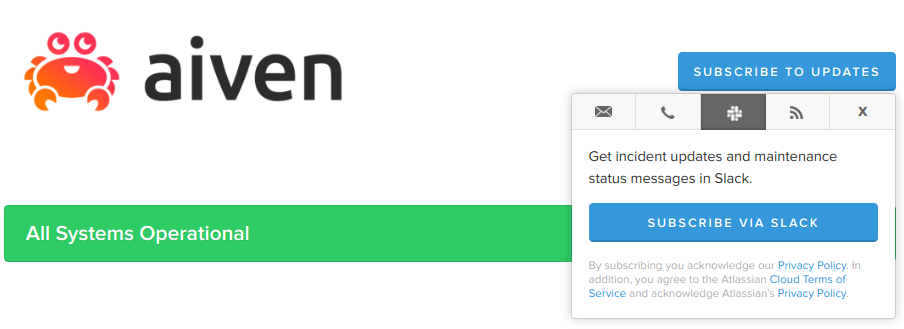 aiven
SUBSCRIBE TO UPDATES
X
Get incident updates and maintenance
status messages in Slack.
SUBSCRIBE VIA SLACK
All Systems Operational
By subscribing you acknowledge our Privacy Policy. In
addition, you agree to the Atlassian Cloud Terms of
Service and acknowledge Atlassian's Privacy Policy.